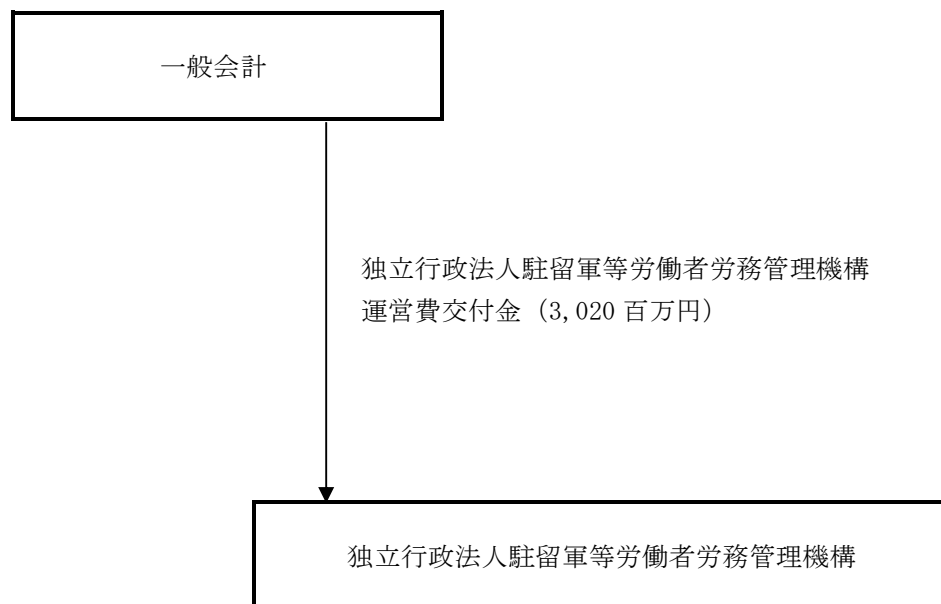 一般会計
独立行政法人駐留軍等労働者労務管理機構
運営費交付金（3,020 百万円）
独立行政法人駐留軍等労働者労務管理機構